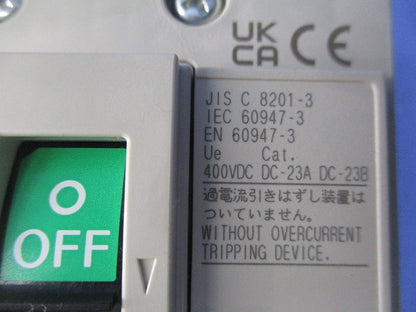 UK
CA CE
JIS C 8201-3
IEC 60947-3
EN 60947-3
Ue Cat.
400VDC DC-23A DC-23B
過電流引きはずし装置は
ついていません。
WITHOUT OVERCURRENT
TRIPPING DEVICE.
OFF